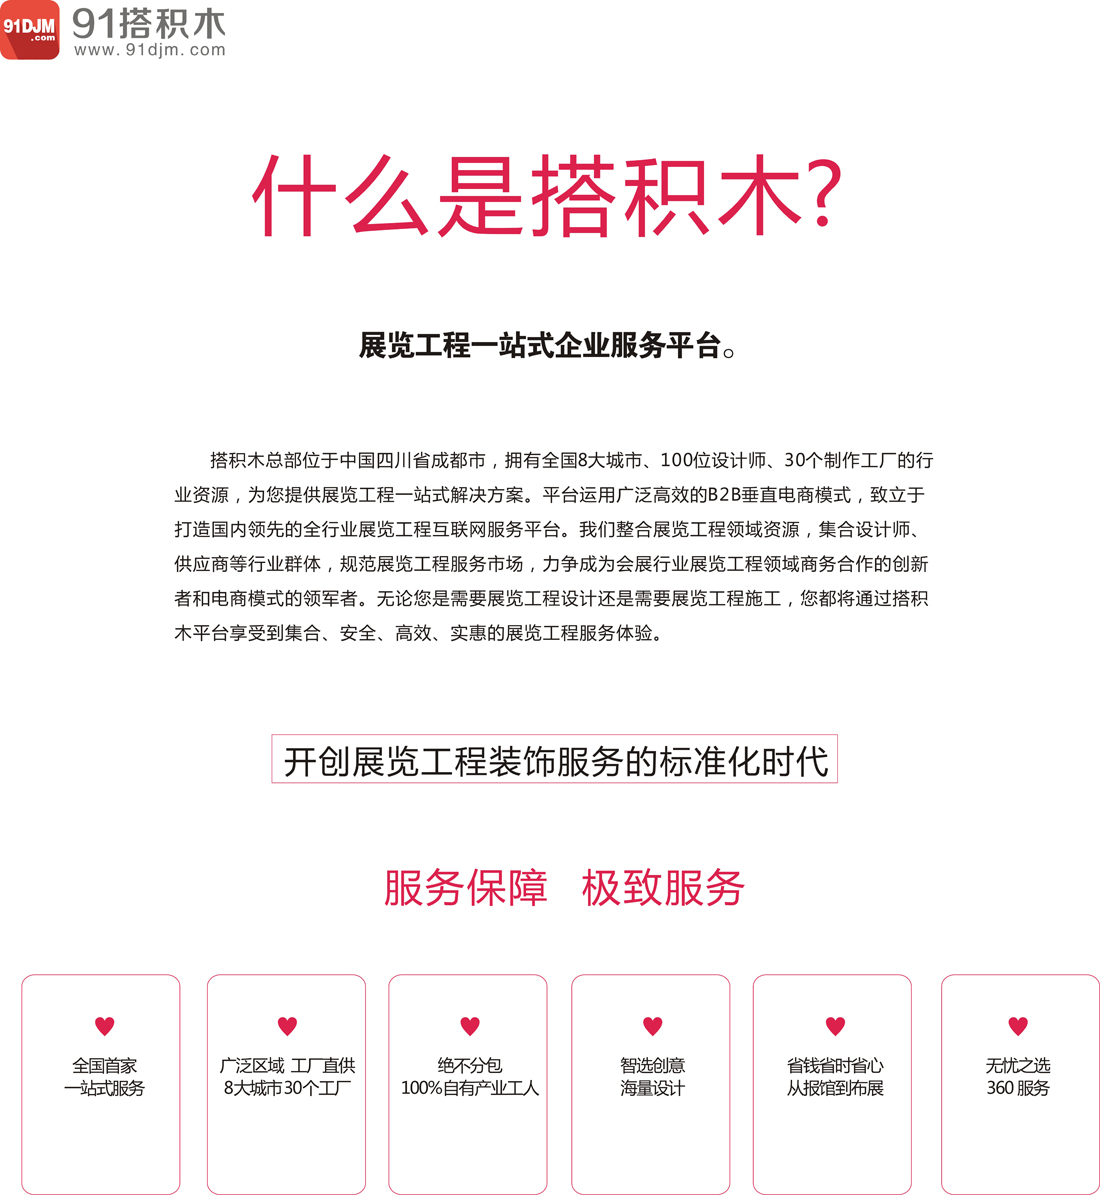 91DJM
.com
91搭积木
www.91djm.com
什么是搭积木?
展览工程一站式企业服务平台。
搭积木总部位于中国四川省成都市，拥有全国8大城市、100位设计师、30个制作工厂的行
业资源，为您提供展览工程一站式解决方案。平台运用广泛高效的B2B垂直电商模式，致立于
打造国内领先的全行业展览工程互联网服务平台。我们整合展览工程领域资源，集合设计师、
供应商等行业群体，规范展览工程服务市场，力争成为会展行业展览工程领域商务合作的创新
者和电商模式的领军者。无论您是需要展览工程设计还是需要展览工程施工，您都将通过搭积
木平台享受到集合、安全、高效、实惠的展览工程服务体验。
开创展览工程装饰服务的标准化时代
服务保障 极致服务
全国首家
一站式服务
广泛区域 工厂直供
8大城市30个工厂
绝不分包
100%自有产业工人
智选创意
海量设计
省钱省时省心
从报馆到布展
无忧之选
360 服务